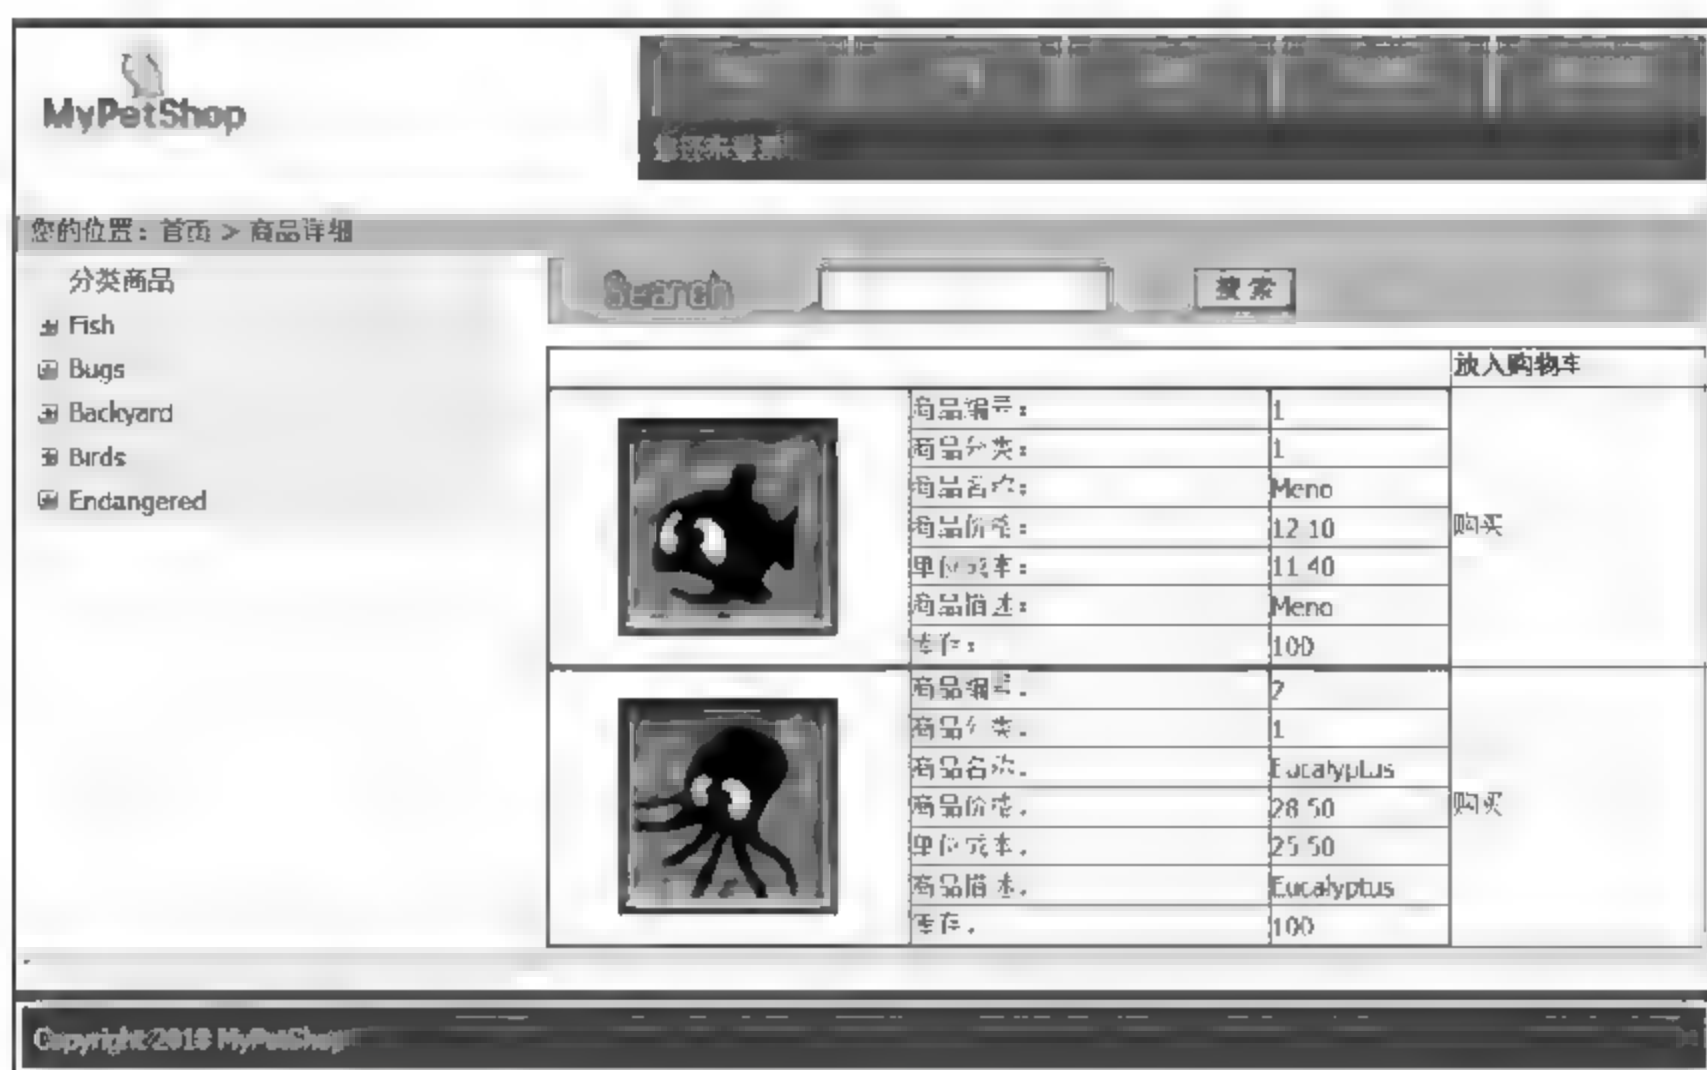 MyPetShop
您的位置：首页 > 商品详细
分类商品
Search 搜索
Fish
Bugs
Backyard
Birds
Endangered
放入购物车
商品编号： 1
商品分类： 1
商品名称： Meno
商品价格： 12.10
购买
单位成本： 11.40
商品描述： Meno
库存： 100
商品编号： 2
商品分类： 1
商品名称： Eucalyptus
商品价格： 28.50
购买
单位成本： 25.50
商品描述： Eucalyptus
库存： 100
Copyright 2018 MyPetShop